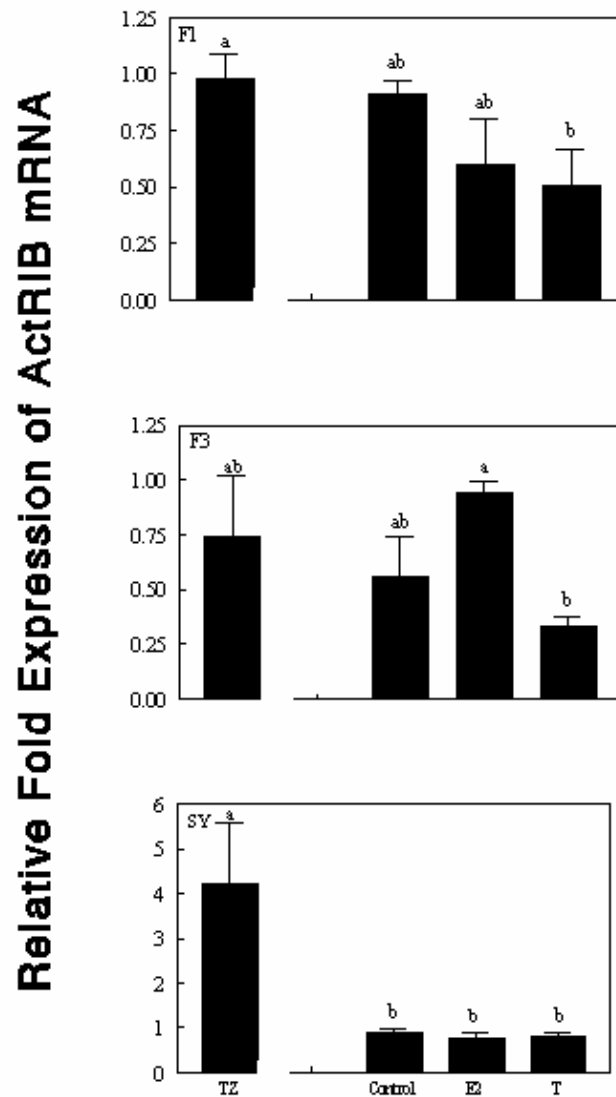 Relative Fold Expression of ActRIB mRNA
F1
1.25
1.00
0.75
0.50
0.25
0.00
a
ab
ab
b
F3
1.25
1.00
0.75
0.50
0.25
0.00
ab
ab
a
b
SY
6
5
4
3
2
1
0
a
b
b
b
TZ Control E2 T